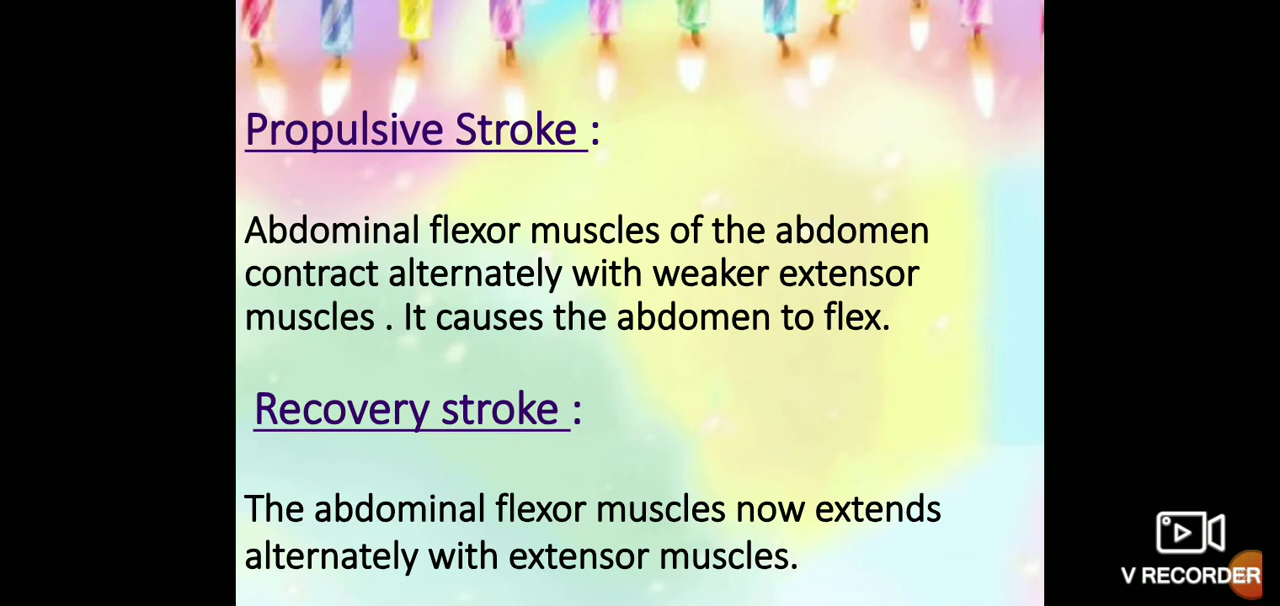 Propulsive Stroke :
Abdominal flexor muscles of the abdomen
contract alternately with weaker extensor
muscles . It causes the abdomen to flex.
Recovery stroke :
The abdominal flexor muscles now extends
alternately with extensor muscles.
V RECORDER